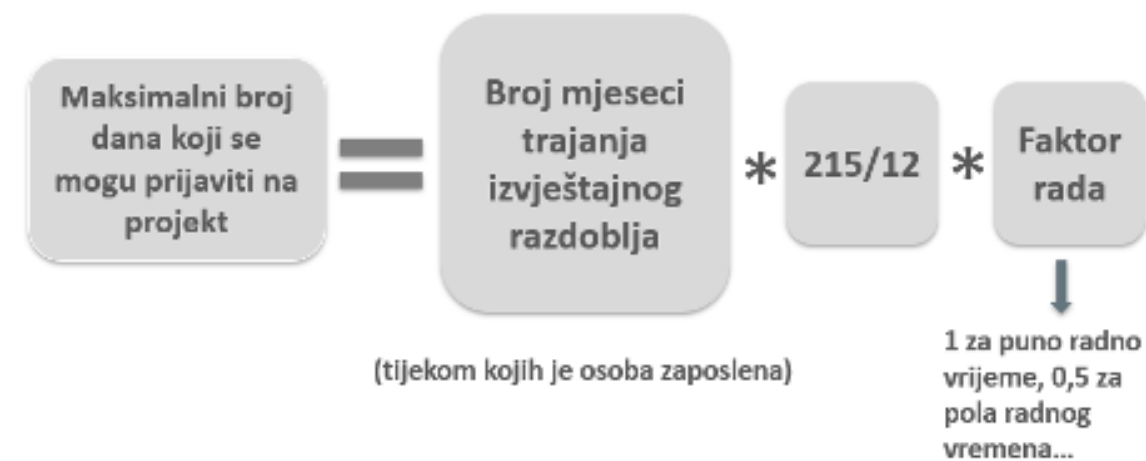 Maksimalni broj
dana koji se
mogu prijaviti na
projekt
=
Broj mjeseci
trajanja
izvještajnog
razdoblja
*
215/12
*
Faktor
rada
(tijekom kojih je osoba zaposlena)
1 za puno radno
vrijeme, 0,5 za
pola radnog
vremena...